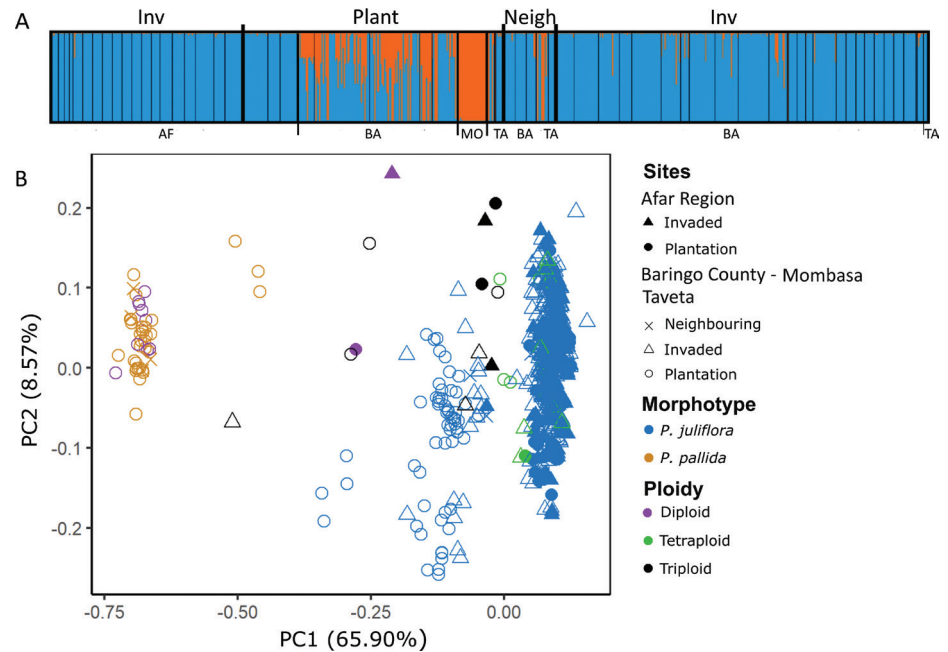 A
Inv Plant Neigh Inv
AF BA MO TA BA TA BA TA
B
PC2 (8.57%)
0.2
0.1
0.0
-0.1
-0.2
-0.75 -0.50 -0.25 0.00
PC1 (65.90%)
Sites
Afar Region
Invaded
Plantation
Baringo County - Mombasa
Taveta
Neighbouring
Invaded
Plantation
Morphotype
P. juliflora
P. pallida
Ploidy
Diploid
Tetraploid
Triploid